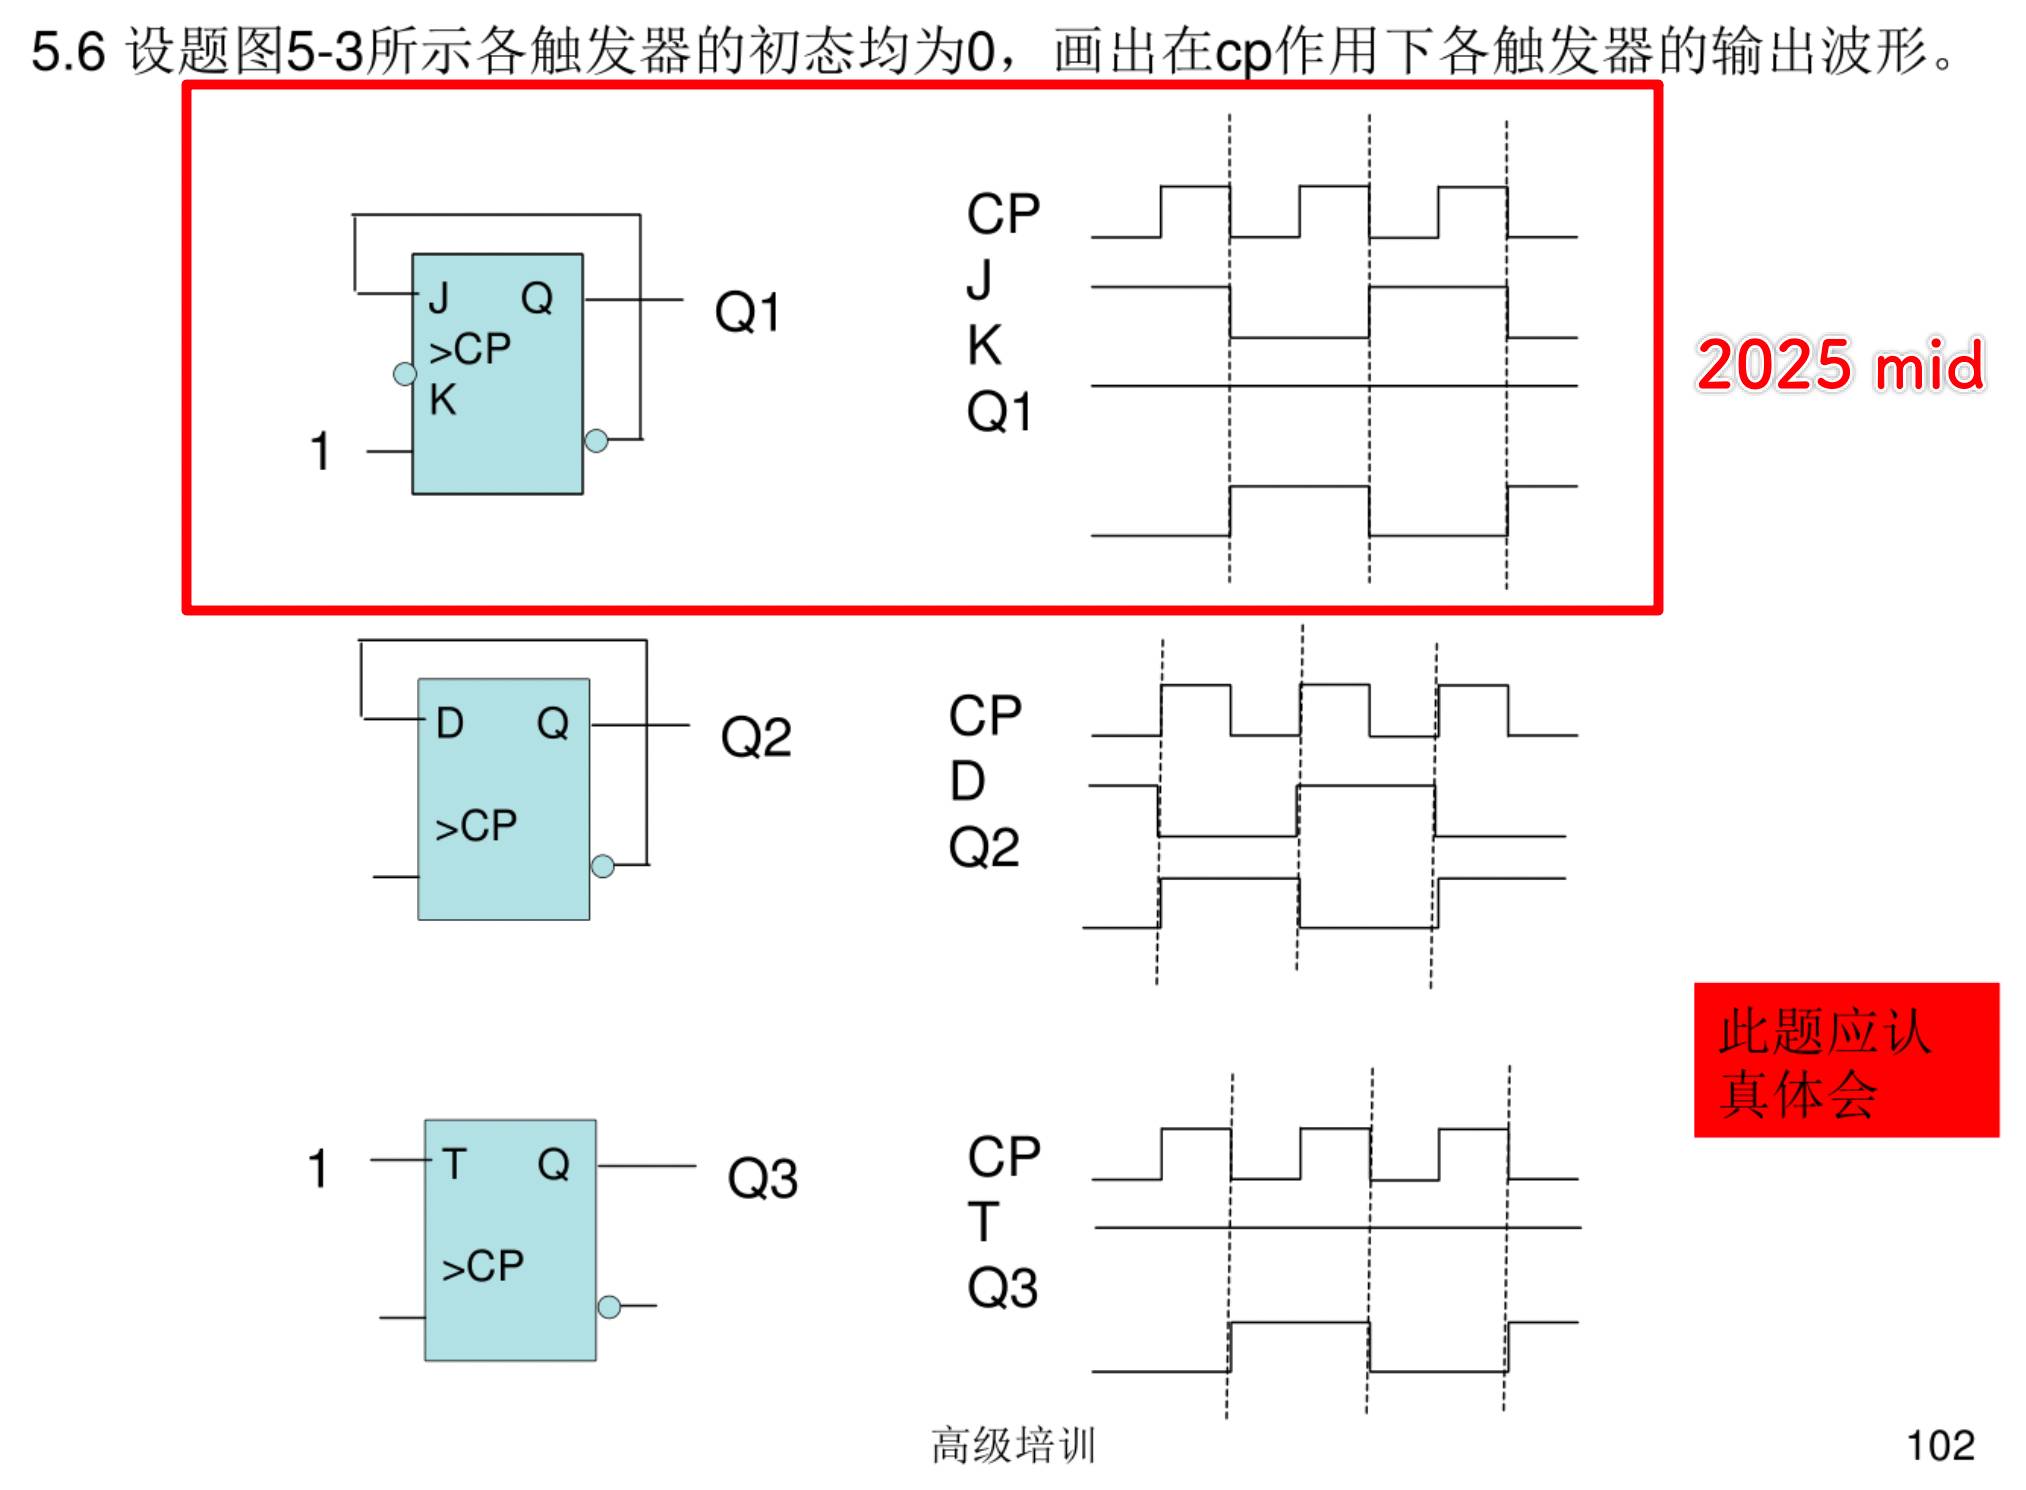 5.6 设题图5-3所示各触发器的初态均为0，画出在cp作用下各触发器的输出波形。
J Q
>CP
K
1
Q1
CP
J
K
Q1
2025 mid
D Q
>CP
Q2
CP
D
Q2
此题应认
真体会
1
T Q
>CP
Q3
CP
T
Q3
高级培训
102